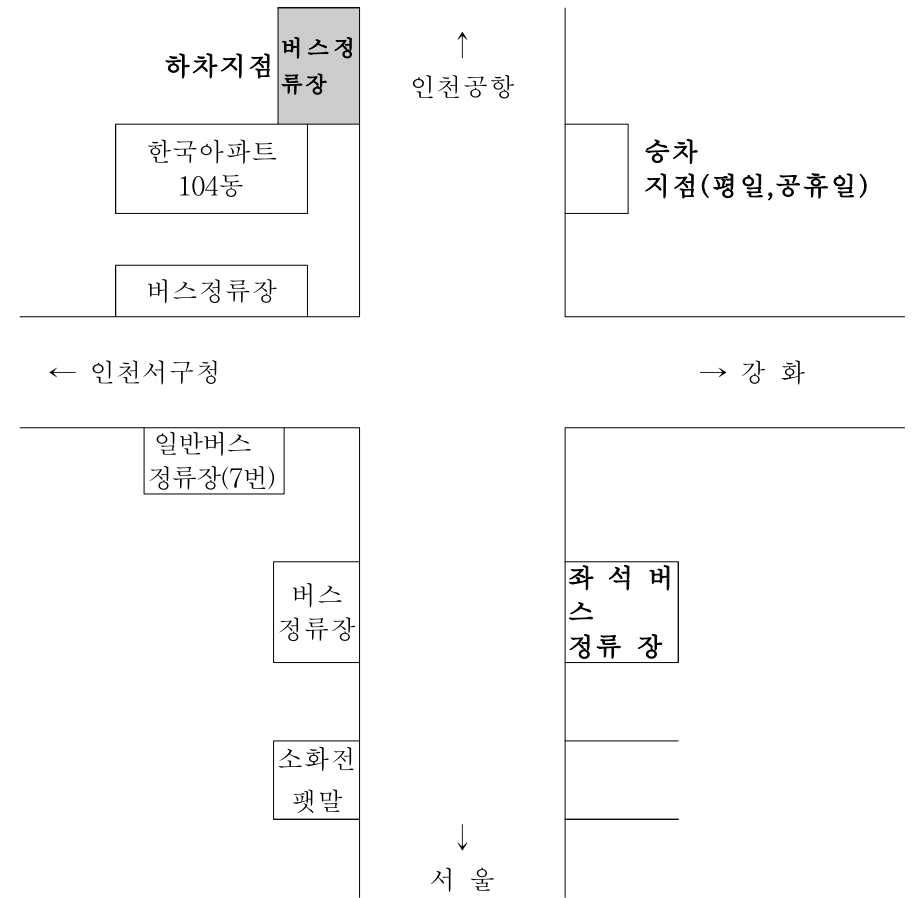 ↑
인천공항
하차지점
버스정
류장
한국아파트
104동
승차
지점(평일,공휴일)
버스정류장
← 인천서구청
→ 강 화
일반버스
정류장(7번)
버스
정류장
좌 석 버
스
정류 장
소화전
팻말
↓
서 울